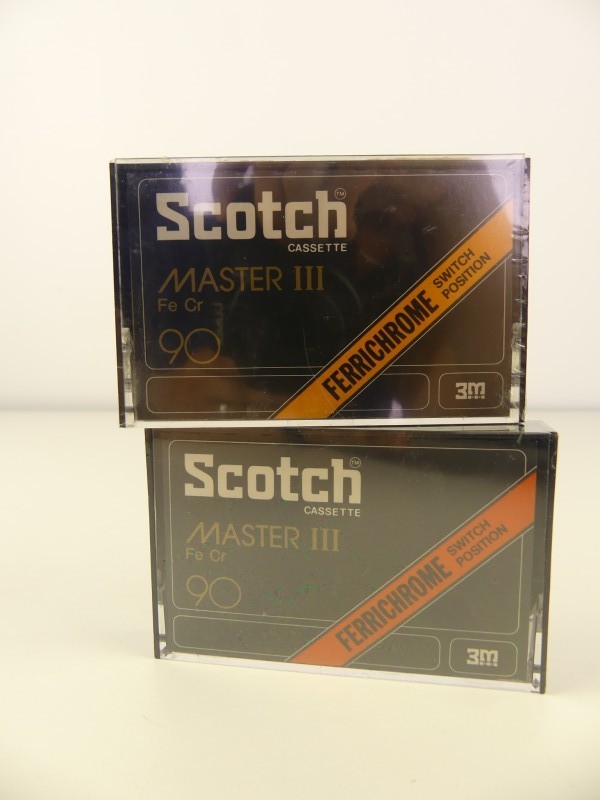 Scotch™
CASSETTE
MASTER III
Fe Cr
90
FERRICHROME SWITCH POSITION
3M
Scotch™
CASSETTE
MASTER III
Fe Cr
90
FERRICHROME SWITCH POSITION
3M